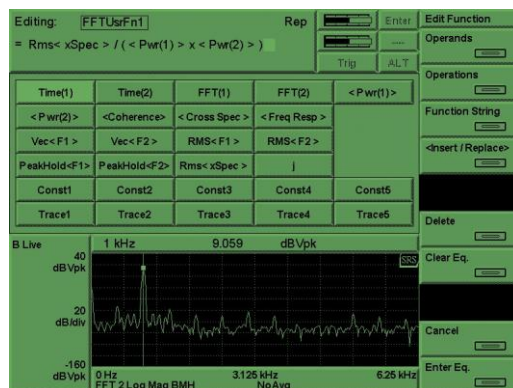 Editing: FFTUsrFn1 Rep Enter Edit Function
= Rms< xSpec > / ( < Pwr(1) > x < Pwr(2) > )
Trig ALT
Operands
Operations
Function String
<Insert / Replace>
Delete
Clear Eq.
Cancel
Enter Eq.
Time(1) Time(2) FFT(1) FFT(2) < Pwr(1) >
< Pwr(2) > <Coherence> < Cross Spec > < Freq Resp >
Vec< F1 > Vec< F2 > RMS< F1 > RMS< F2 >
PeakHold<F1> PeakHold<F2> Rms< xSpec > j
Const1 Const2 Const3 Const4 Const5
Trace1 Trace2 Trace3 Trace4 Trace5
B Live 1 kHz 9.059 dBVpk
40
dBVpk
SRS
20
dB/div
-160
dBVpk
0 Hz 3.125 kHz 6.25 kHz
FFT 2 Log Mag BMH No Avg